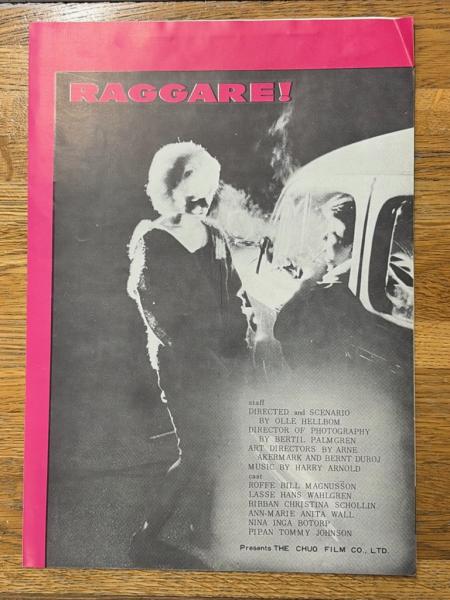 RAGGARE!
staff
DIRECTED and SCENARIO
BY OLLE HELLBOM
DIRECTOR OF PHOTOGRAPHY
BY BERTIL PALMGREN
ART DIRECTORS BY ARNE
AKERMARK AND BERNT DUROJ
MUSIC BY HARRY ARNOLD
cast
ROFFE BILL MAGNUSSON
LASSE HANS WAHLGREN
BIBBAN CHRISTINA SCHOLLIN
ANN-MARIE ANITA WALL
NINA INGA BOTORP
PIPAN TOMMY JOHNSON
Presents THE CHUO FILM CO., LTD.